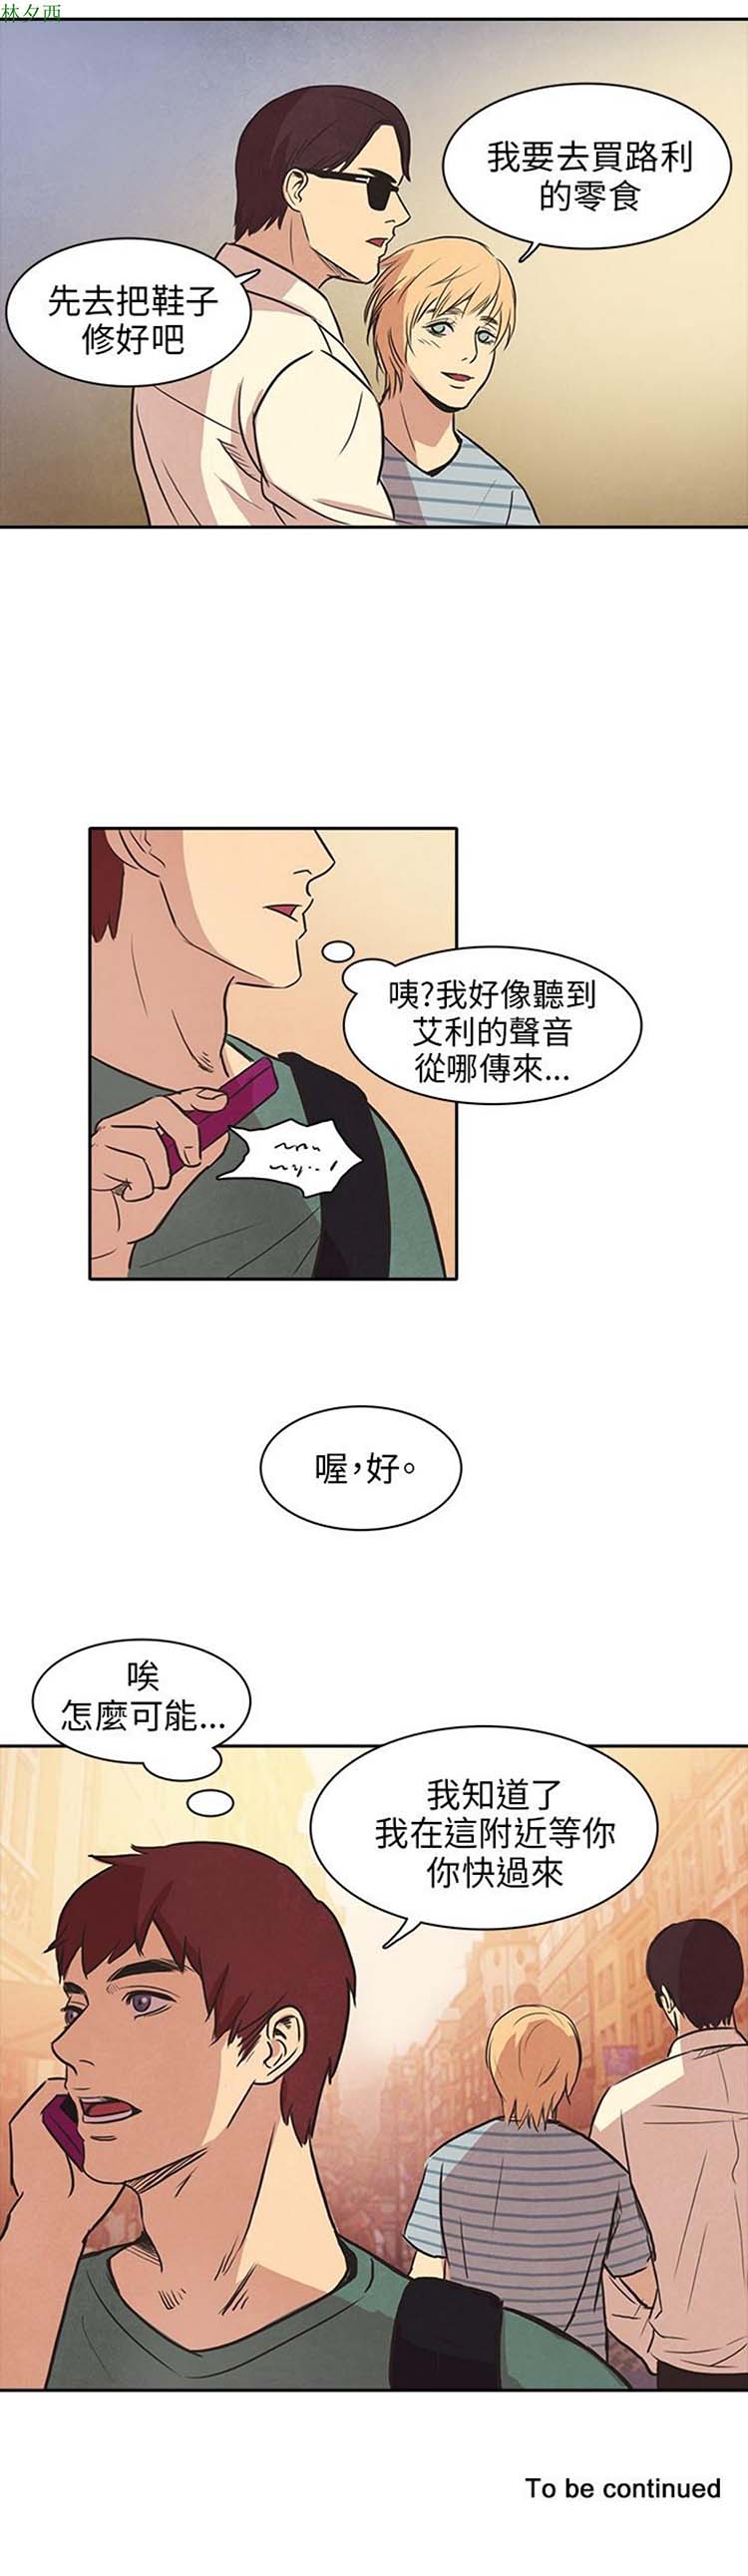 林夕西
我要去買路利
的零食
先去把鞋子
修好吧
咦?我好像聽到
艾利的聲音
從哪傳來...
喔,好。
唉
怎麼可能...
我知道了
我在這附近等你
你快過來
To be continued